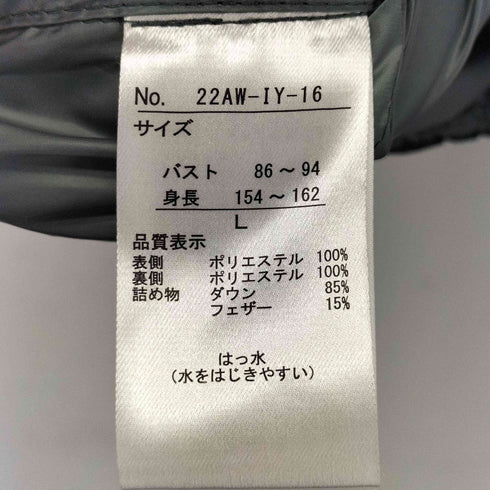 No. 22AW-IY-16
サイズ
バスト 86〜94
身長 154〜162
L
品質表示
表側 ポリエステル 100%
裏側 ポリエステル 100%
詰め物 ダウン 85%
フェザー 15%
はっ水
(水をはじきやすい)